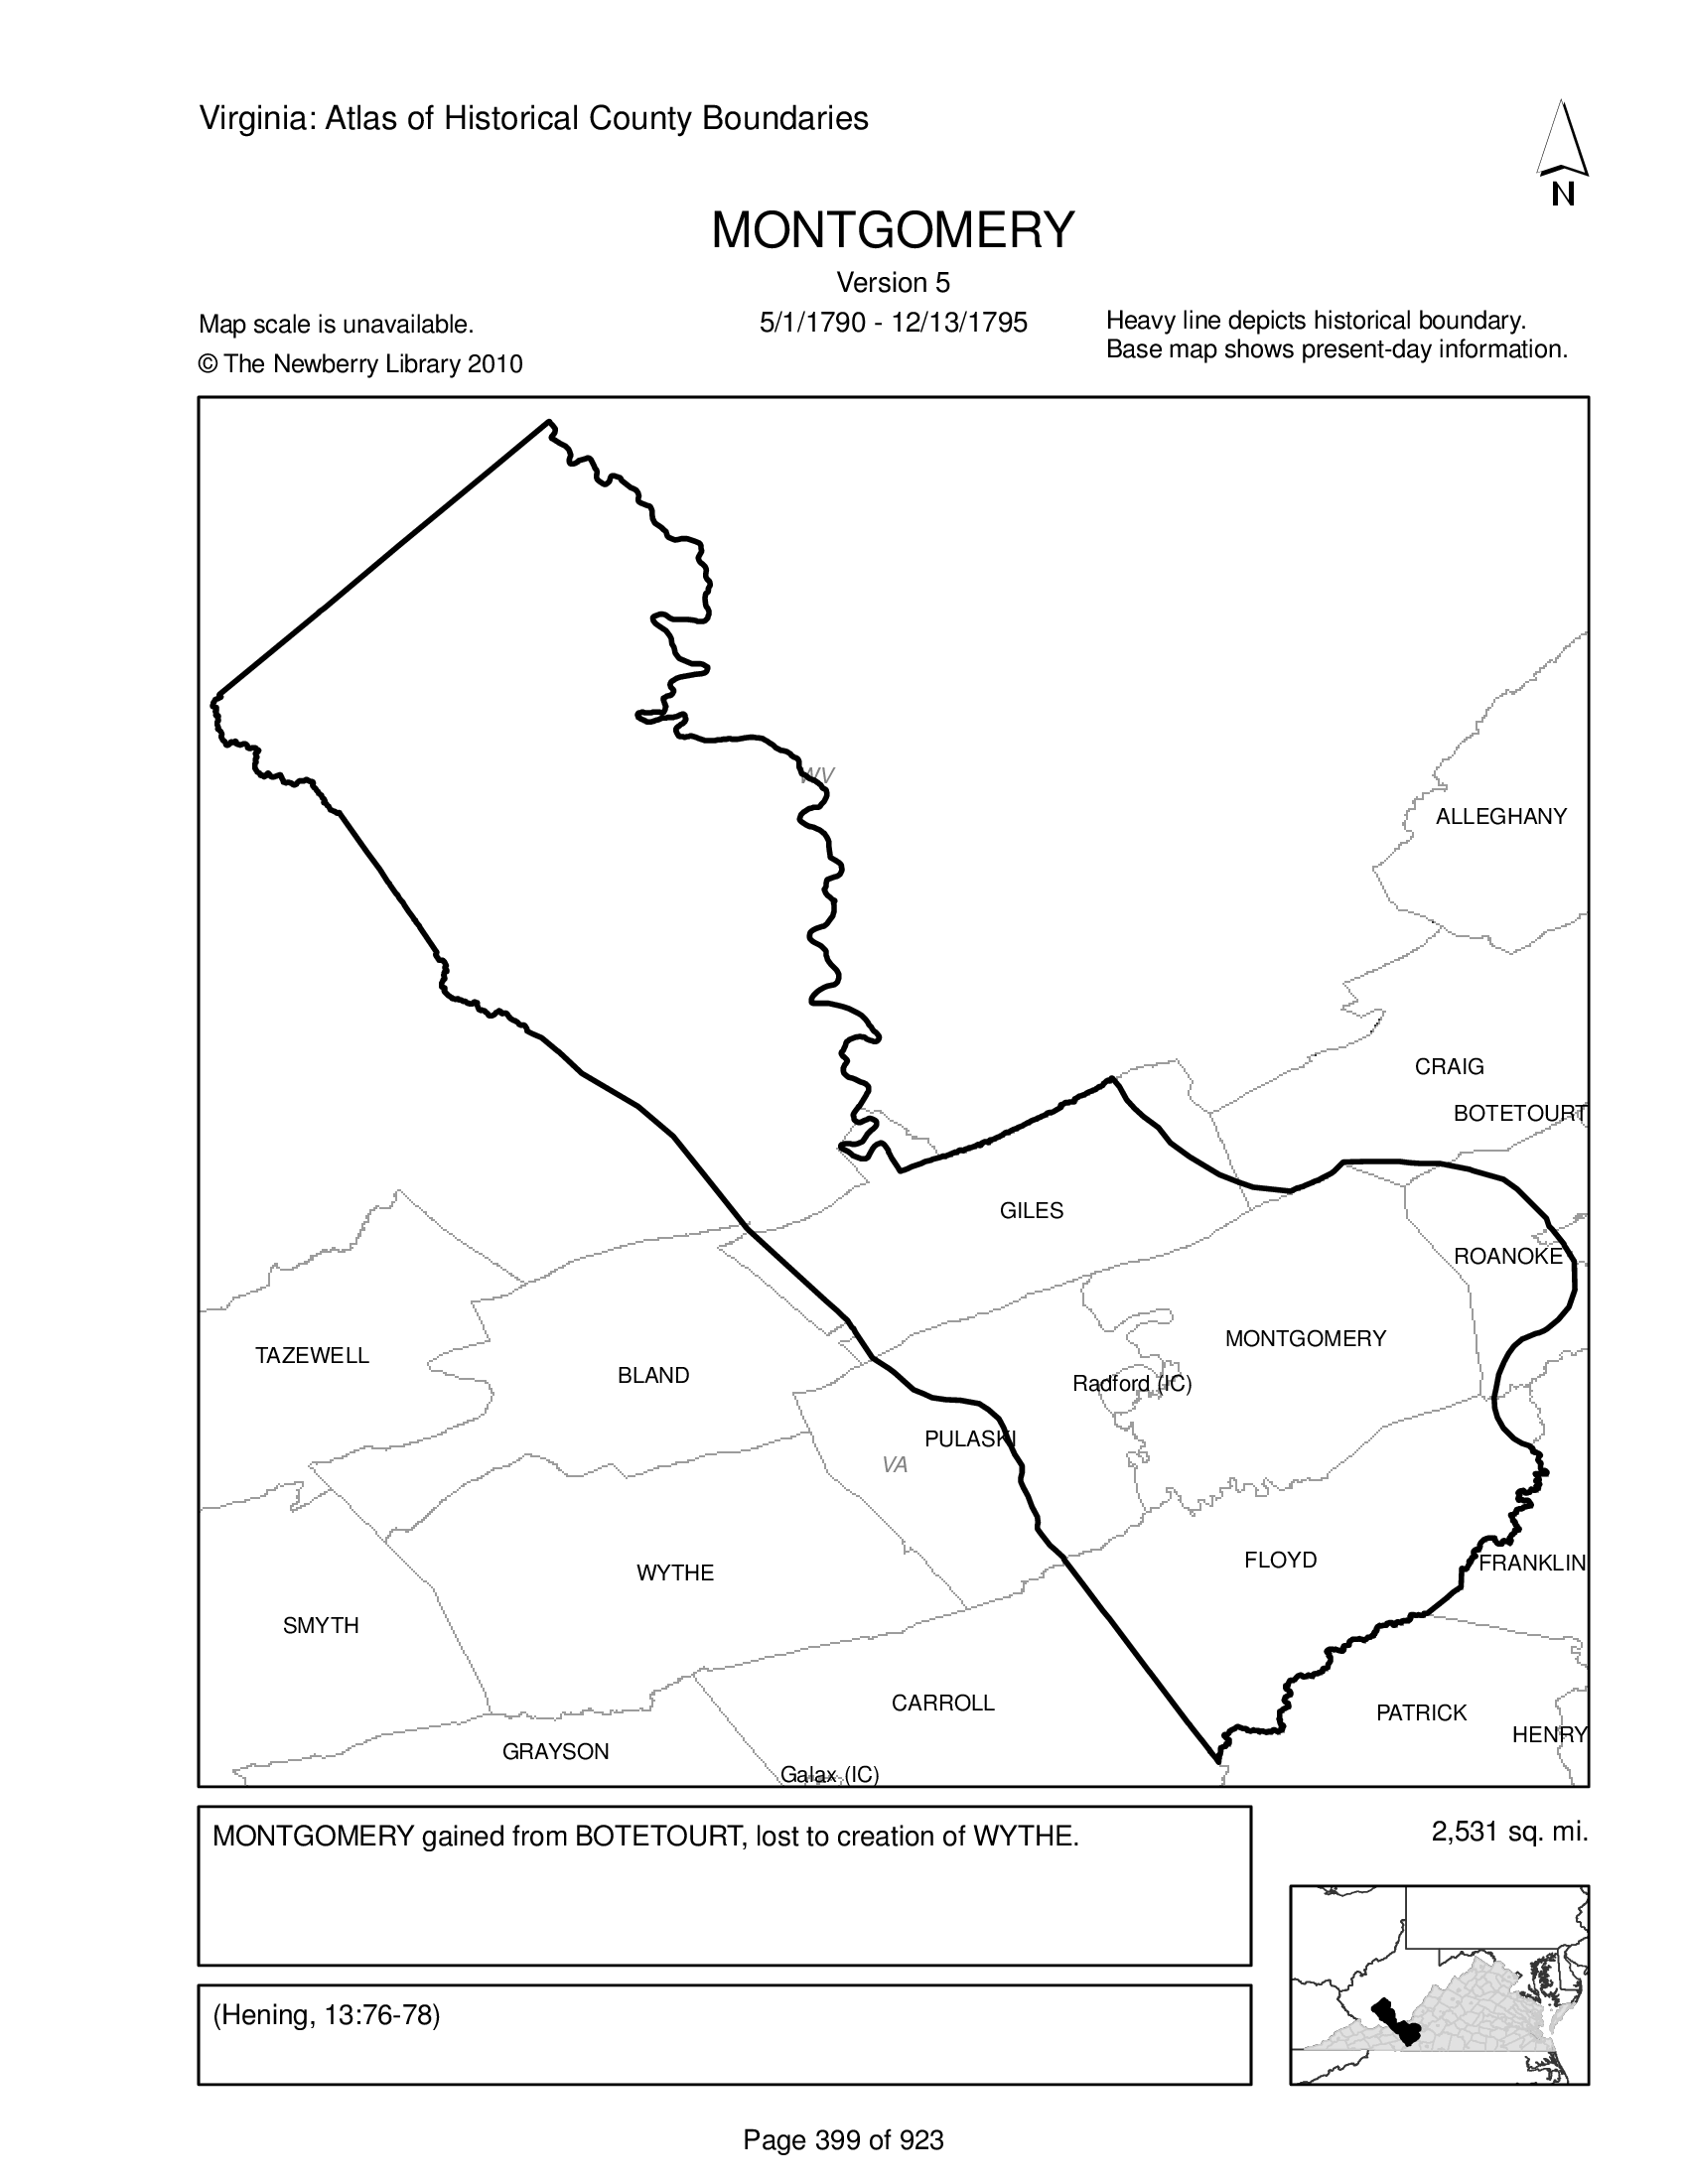 Virginia: Atlas of Historical County Boundaries
N
MONTGOMERY
Version 5
Map scale is unavailable.
5/1/1790 - 12/13/1795
Heavy line depicts historical boundary.
© The Newberry Library 2010
Base map shows present-day information.
WV
ALLEGHANY
CRAIG
BOTETOURT
GILES
ROANOKE
MONTGOMERY
TAZEWELL
BLAND
Radford (IC)
PULASKI
VA
FLOYD
FRANKLIN
WYTHE
SMYTH
CARROLL
PATRICK
HENRY
GRAYSON
Galax (IC)
MONTGOMERY gained from BOTETOURT, lost to creation of WYTHE.
2,531 sq. mi.
(Hening, 13:76-78)
Page 399 of 923